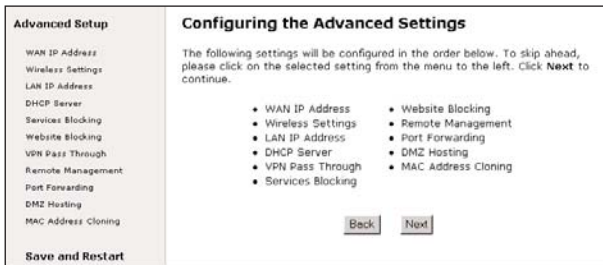 Advanced Setup
WAN IP Address
Wireless Settings
LAN IP Address
DHCP Server
Services Blocking
Website Blocking
VPN Pass Through
Remote Management
Port Forwarding
DMZ Hosting
MAC Address Cloning
Save and Restart
Configuring the Advanced Settings
The following settings will be configured in the order below. To skip ahead,
please click on the selected setting from the menu to the left. Click Next to
continue.
• WAN IP Address
• Wireless Settings
• LAN IP Address
• DHCP Server
• VPN Pass Through
• Services Blocking
• Website Blocking
• Remote Management
• Port Forwarding
• DMZ Hosting
• MAC Address Cloning
Back Next